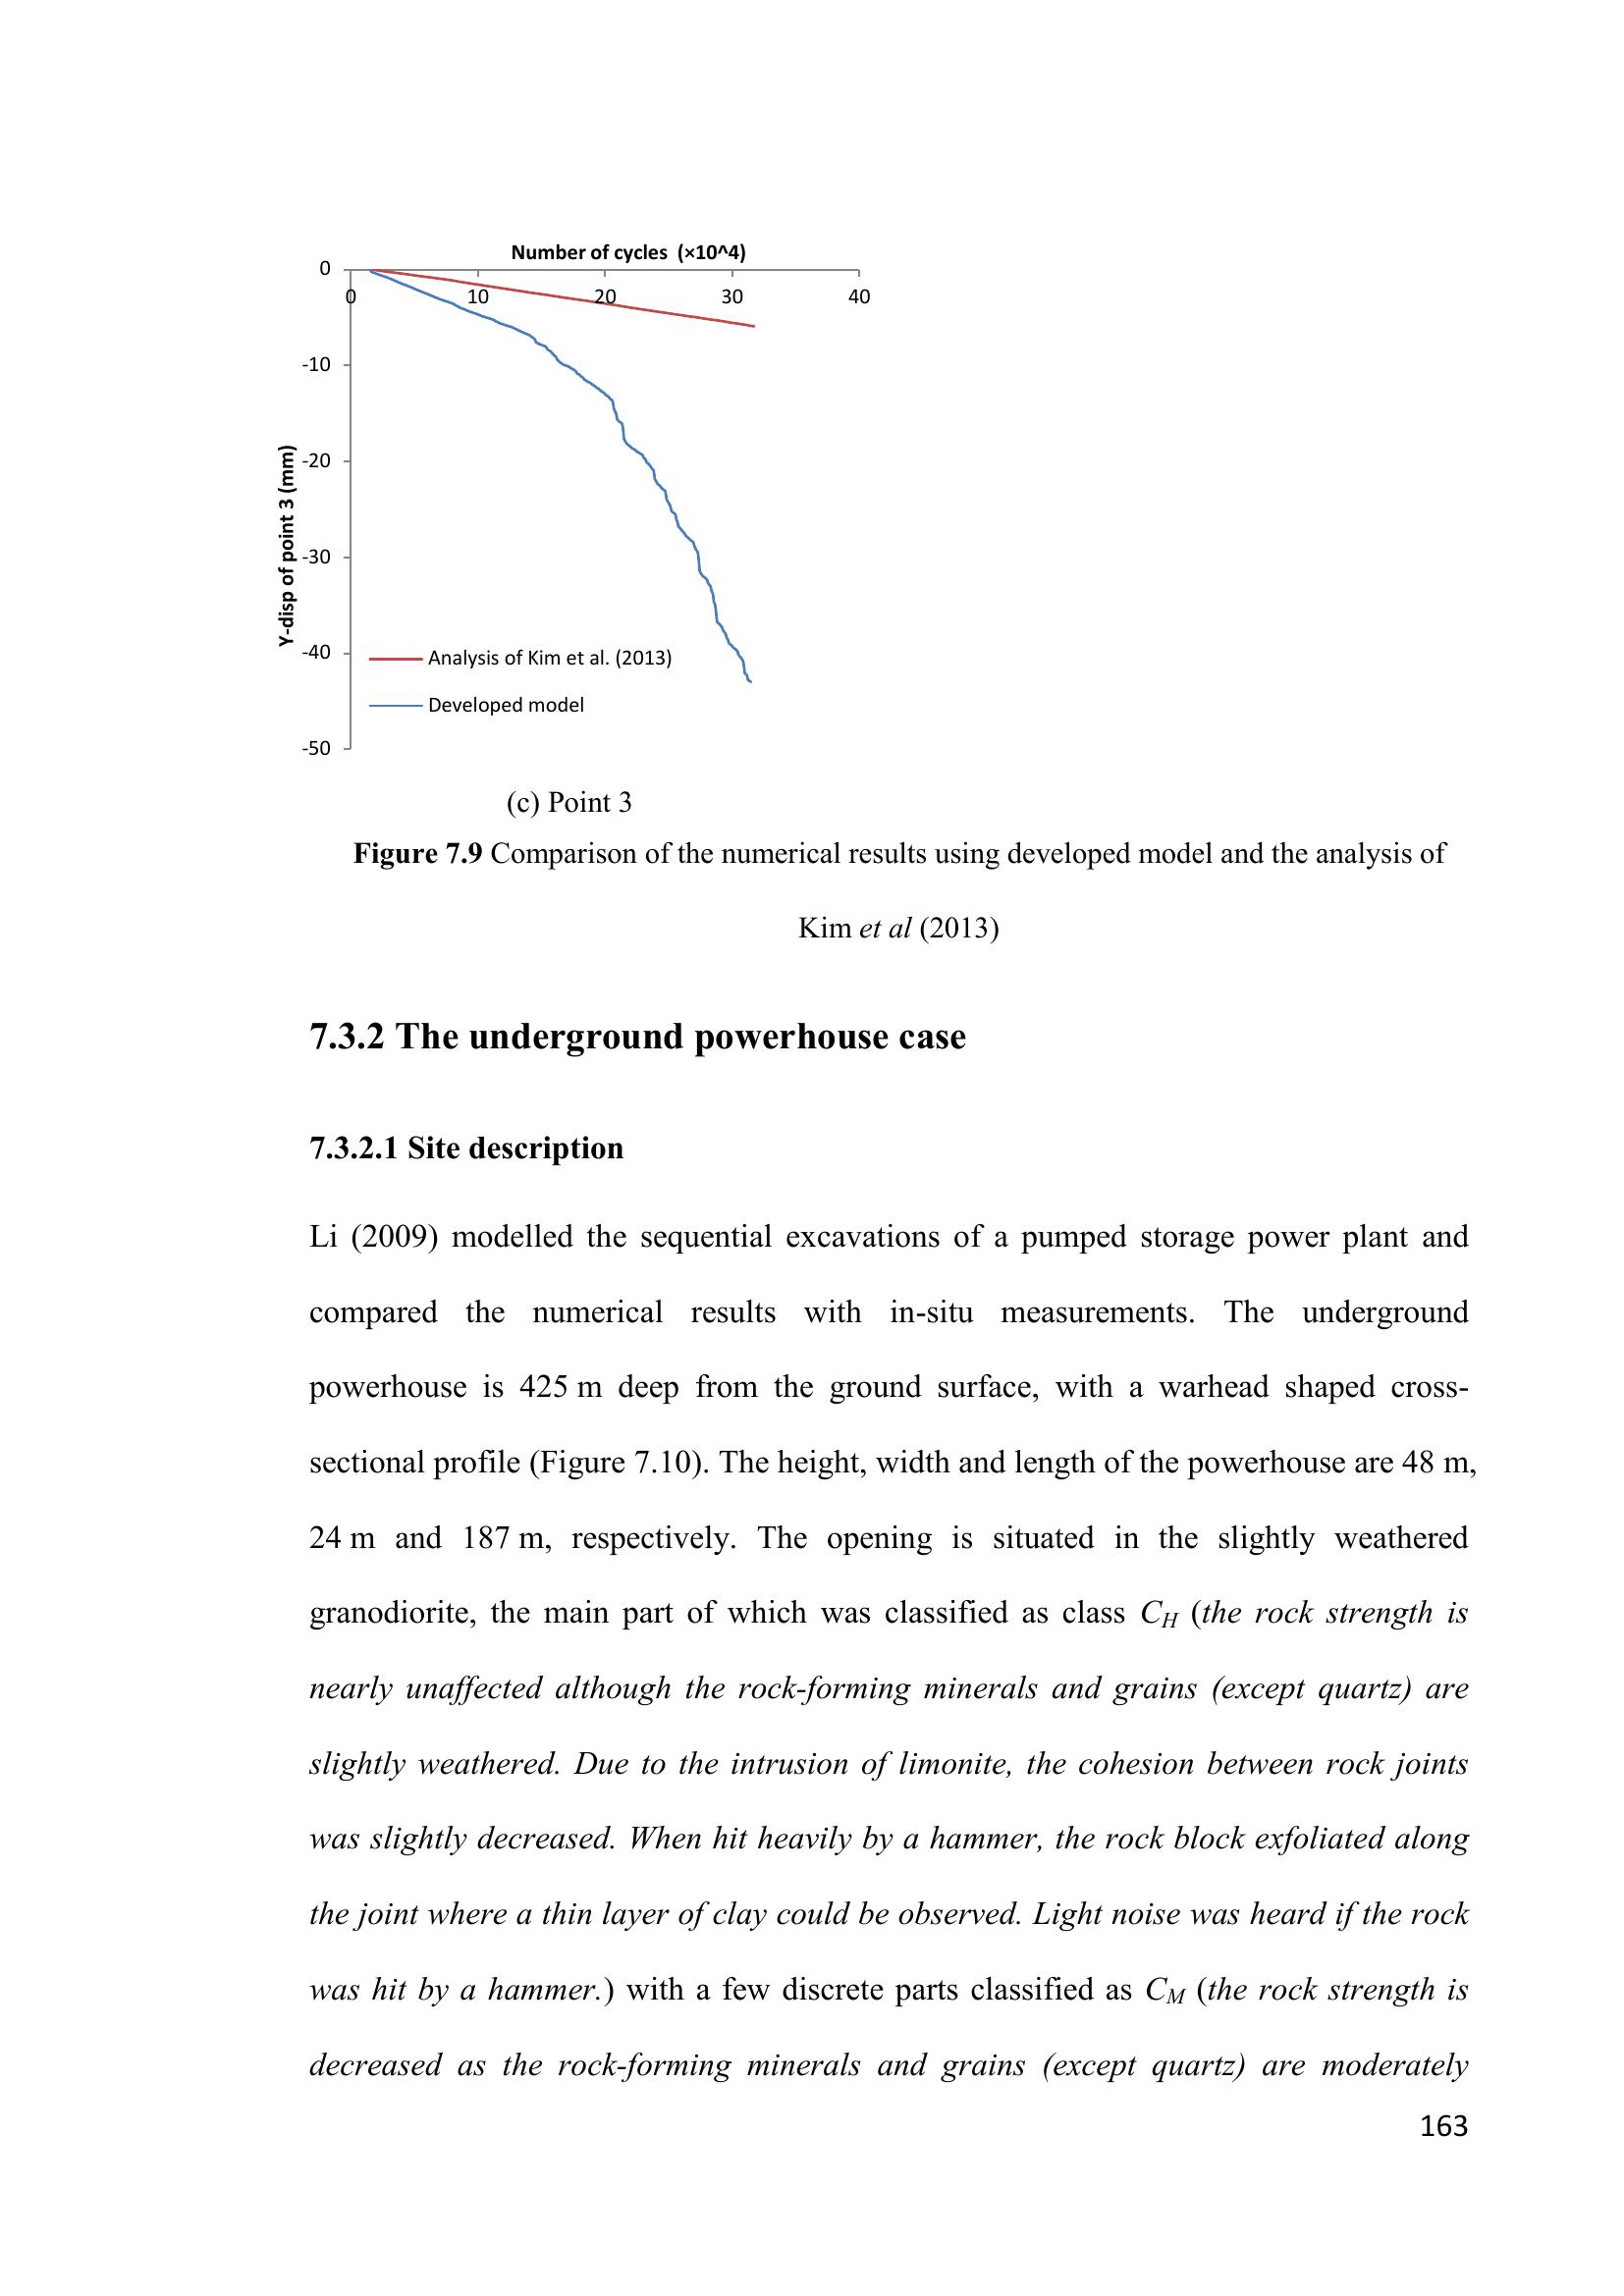 Number of cycles (×10^4)
0
0 10 20 30 40
-10
-20
-30
-40
-50
Y-disp of point 3 (mm)
Analysis of Kim et al. (2013)
Developed model
(c) Point 3
Figure 7.9 Comparison of the numerical results using developed model and the analysis of
Kim et al (2013)
7.3.2 The underground powerhouse case
7.3.2.1 Site description
Li (2009) modelled the sequential excavations of a pumped storage power plant and
compared the numerical results with in-situ measurements. The underground
powerhouse is 425 m deep from the ground surface, with a warhead shaped cross-
sectional profile (Figure 7.10). The height, width and length of the powerhouse are 48 m,
24 m and 187 m, respectively. The opening is situated in the slightly weathered
granodiorite, the main part of which was classified as class CH (the rock strength is
nearly unaffected although the rock-forming minerals and grains (except quartz) are
slightly weathered. Due to the intrusion of limonite, the cohesion between rock joints
was slightly decreased. When hit heavily by a hammer, the rock block exfoliated along
the joint where a thin layer of clay could be observed. Light noise was heard if the rock
was hit by a hammer.) with a few discrete parts classified as CM (the rock strength is
decreased as the rock-forming minerals and grains (except quartz) are moderately
163